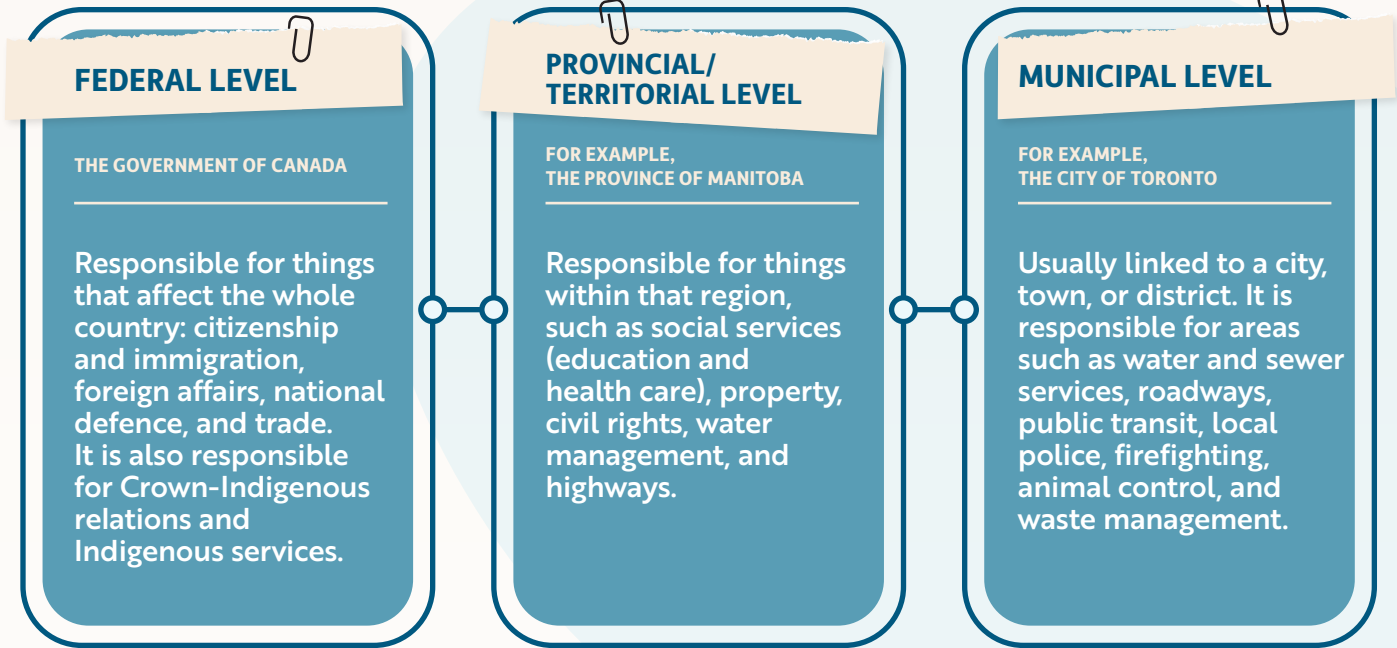 FEDERAL LEVEL
THE GOVERNMENT OF CANADA
Responsible for things
that affect the whole
country: citizenship
and immigration,
foreign affairs, national
defence, and trade.
It is also responsible
for Crown-Indigenous
relations and
Indigenous services.
PROVINCIAL/
TERRITORIAL LEVEL
FOR EXAMPLE,
THE PROVINCE OF MANITOBA
Responsible for things
within that region,
such as social services
(education and
health care), property,
civil rights, water
management, and
highways.
MUNICIPAL LEVEL
FOR EXAMPLE,
THE CITY OF TORONTO
Usually linked to a city,
town, or district. It is
responsible for areas
such as water and sewer
services, roadways,
public transit, local
police, firefighting,
animal control, and
waste management.